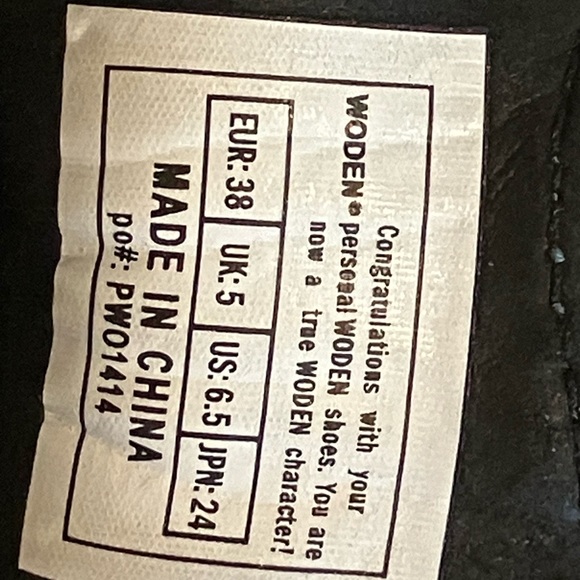 Congratulations with your
WODEN® personal WODEN shoes. You are
now a true WODEN character!
EUR: 38 UK: 5 US: 6.5 JPN: 24
MADE IN CHINA
po#: PWO1414